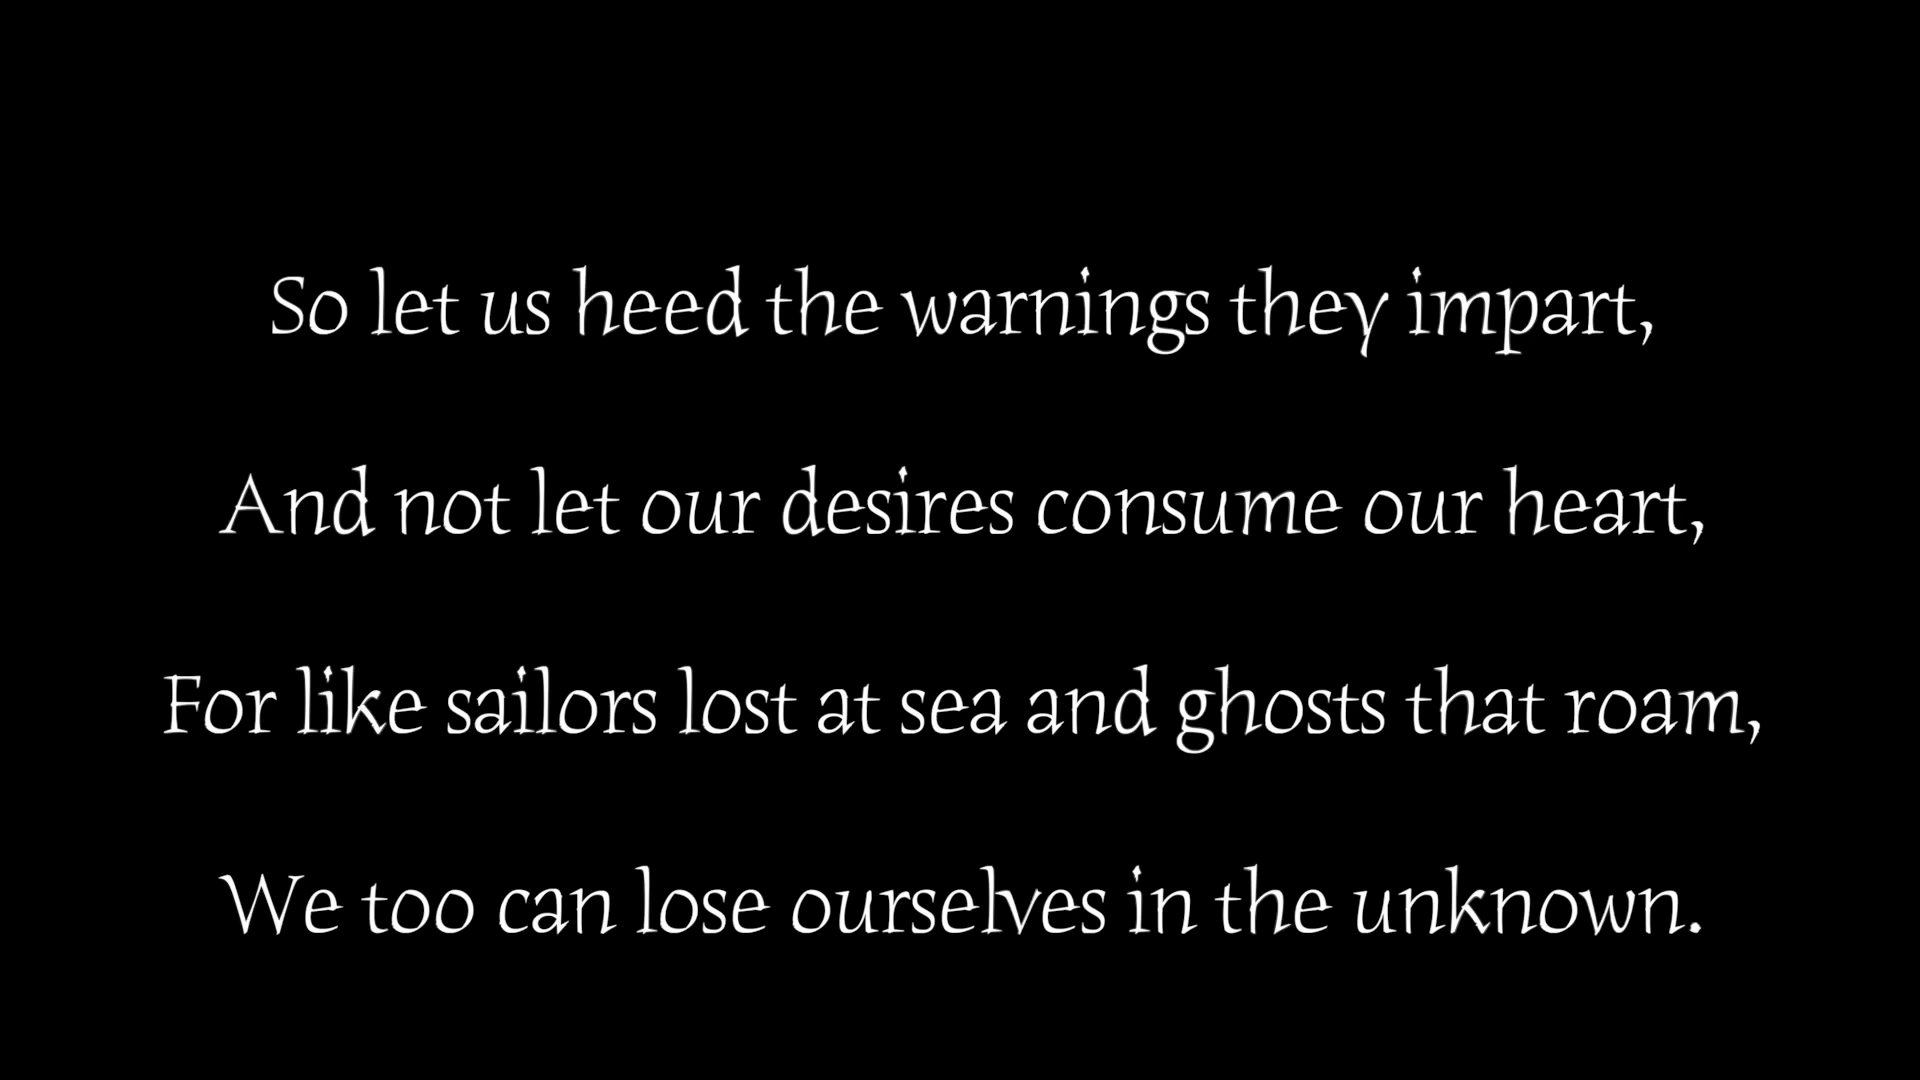 So let us heed the warnings they impart,
And not let our desires consume our heart,
For like sailors lost at sea and ghosts that roam,
We too can lose ourselves in the unknown.